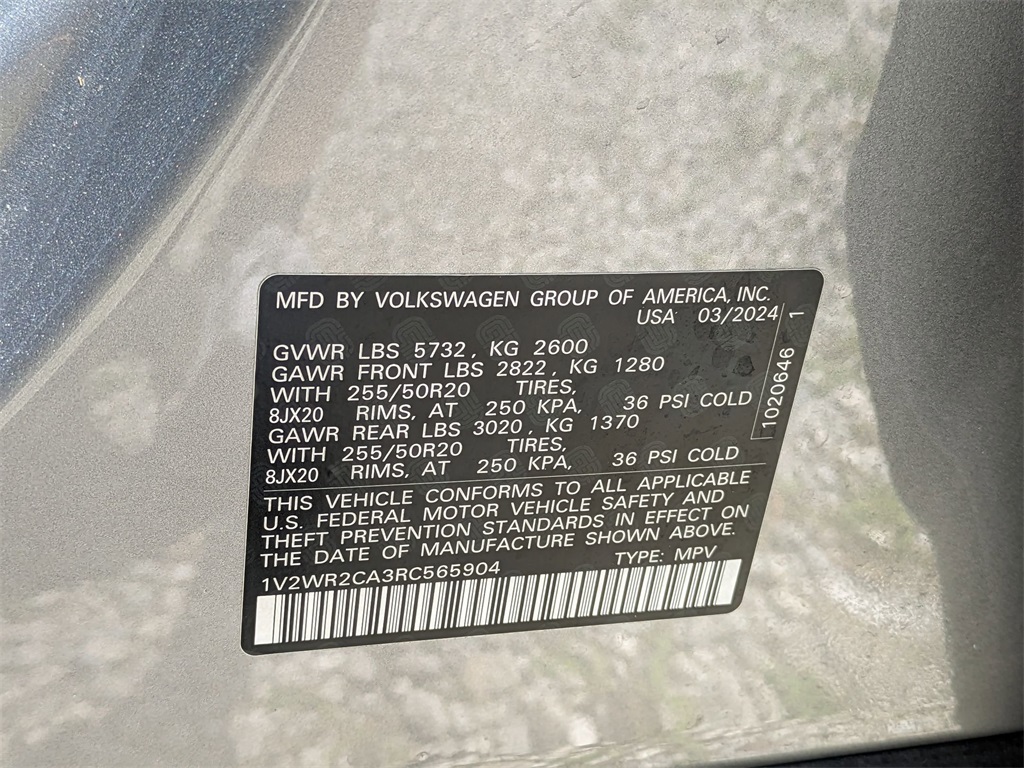 MFD BY VOLKSWAGEN GROUP OF AMERICA, INC.
USA 03/2024
GVWR LBS 5732, KG 2600
GAWR FRONT LBS 2822, KG 1280
WITH 255/50R20 TIRES,
8JX20 RIMS, AT 250 KPA, 36 PSI COLD
GAWR REAR LBS 3020, KG 1370
WITH 255/50R20 TIRES,
8JX20 RIMS, AT 250 KPA, 36 PSI COLD
1020646 1
THIS VEHICLE CONFORMS TO ALL APPLICABLE
U.S. FEDERAL MOTOR VEHICLE SAFETY AND
THEFT PREVENTION STANDARDS IN EFFECT ON
THE DATE OF MANUFACTURE SHOWN ABOVE.
1V2WR2CA3RC565904 TYPE: MPV